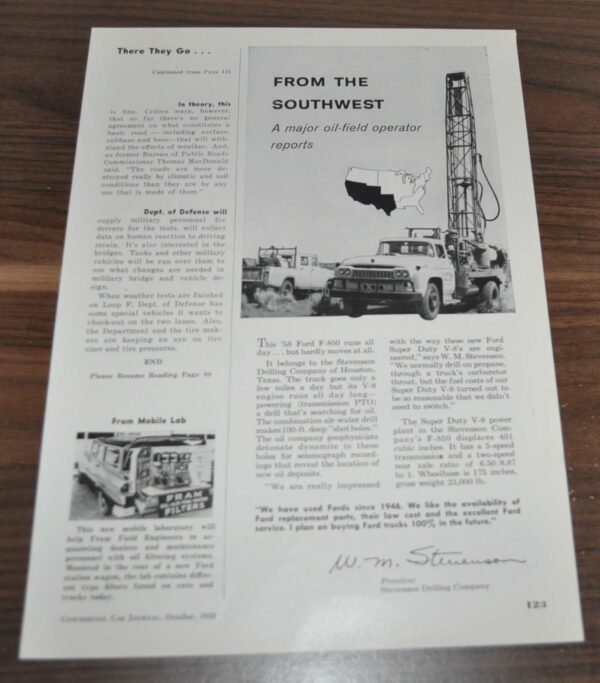 There They Go . . .
Continued from Page 121
In theory, this
is fine. Critics warn, however,
that so far there's no general
agreement on what constitutes a
basic road — including surface,
subbase and base—that will with-
stand the effects of weather. And,
as former Bureau of Public Roads
Commissioner Thomas MacDonald
said, "The roads are more de-
stroyed really by climatic and soil
conditions than they are by any
use that is made of them."
Dept. of Defense will
supply military personnel for
drivers for the tests, will collect
data on human reaction to driving
strain. It's also interested in the
bridges. Tanks and other military
vehicles will be run over them to
see what changes are needed in
military bridge and vehicle de-
sign.
When weather tests are finished
on Loop F, Dept. of Defense has
some special vehicles it wants to
check-out on the two lanes. Also,
the Department and the tire mak-
ers are keeping an eye on tire
sizes and tire pressures.
END
Please Resume Reading Page 88
Fram Mobile Lab
FRAM
FILTERS
This new mobile laboratory will
help Fram Field Engineers in ac-
quainting dealers and maintenance
personnel with oil filtering systems.
Mounted in the rear of a new Ford
station wagon, the lab contains differ-
ent type filters found on cars and
trucks today.
Commercial Car Journal, October, 1958
FROM THE
SOUTHWEST
A major oil-field operator
reports
This '58 Ford F-850 runs all
day . . . but hardly moves at all.
It belongs to the Stevenson
Drilling Company of Houston,
Texas. The truck goes only a
few miles a day but its V-8
engine runs all day long—
powering (transmission PTO)
a drill that's searching for oil.
The combination air-water drill
makes 100-ft. deep "shot holes."
The oil company geophysicists
detonate dynamite in these
holes for seismograph record-
ings that reveal the location of
new oil deposits.
"We are really impressed
with the way these new Ford
Super Duty V-8's are engi-
neered," says W. M. Stevenson.
"We normally drill on propane,
through a truck's carburetor
throat, but the fuel costs of our
Super Duty V-8 turned out to
be so reasonable that we didn't
need to switch."
The Super Duty V-8 power
plant in the Stevenson Com-
pany's F-850 displaces 401
cubic inches. It has a 5-speed
transmission and a two-speed
rear axle ratio of 6.50/8.87
to 1. Wheelbase is 175 inches,
gross weight 25,000 lb.
"We have used Fords since 1946. We like the availability of
Ford replacement parts, their low cost and the excellent Ford
service. I plan on buying Ford trucks 100% in the future."
W. M. Stevenson
President
Stevenson Drilling Company
123